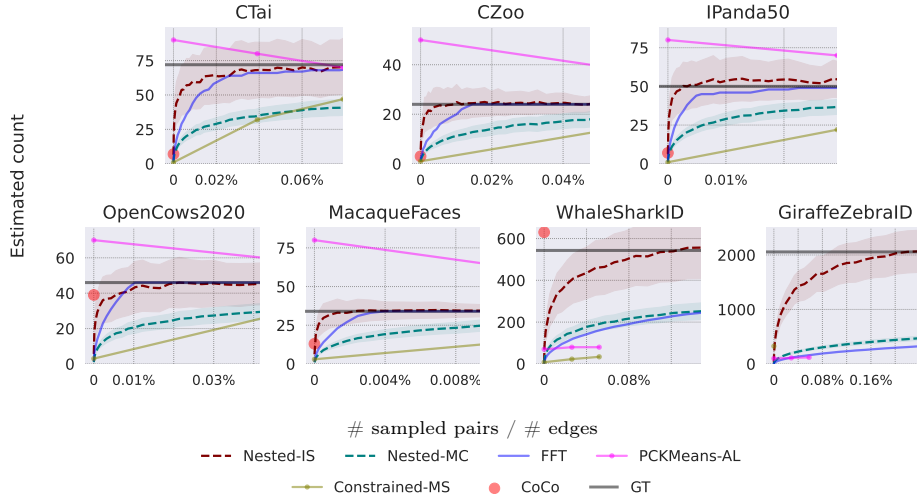 CTai CZoo IPanda50
75 50 25 0
0 0.02% 0.06%
40 20 0
0 0.02% 0.04%
75 50 25 0
0 0.01%
Estimated count
OpenCows2020 MacaqueFaces WhaleSharkID GiraffeZebraID
60 40 20 0
0 0.01% 0.03%
75 50 25 0
0 0.004% 0.008%
600 400 200 0
0 0.08%
2000 1000 0
0 0.08% 0.16%
# sampled pairs / # edges
Nested-IS Nested-MC FFT PCKMeans-AL
Constrained-MS CoCo GT